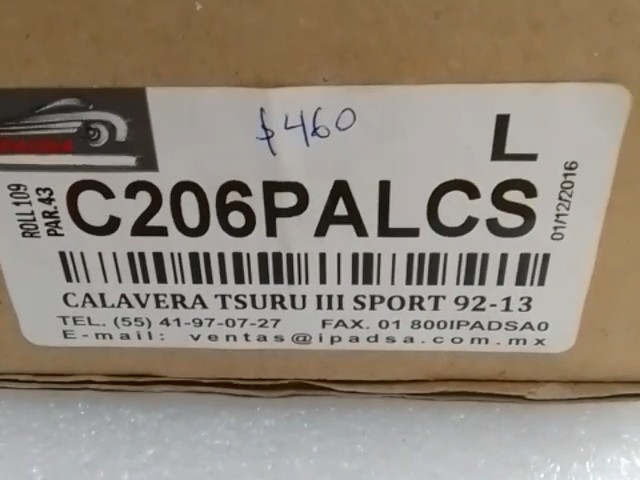 $460
L
ROLL 109
PAR.43
C206PALCS
01/12/2016
CALAVERA TSURU III SPORT 92-13
TEL. (55) 41-97-07-27 FAX. 01 800IPADSA0
E-mail: ventas@ipadsa.com.mx